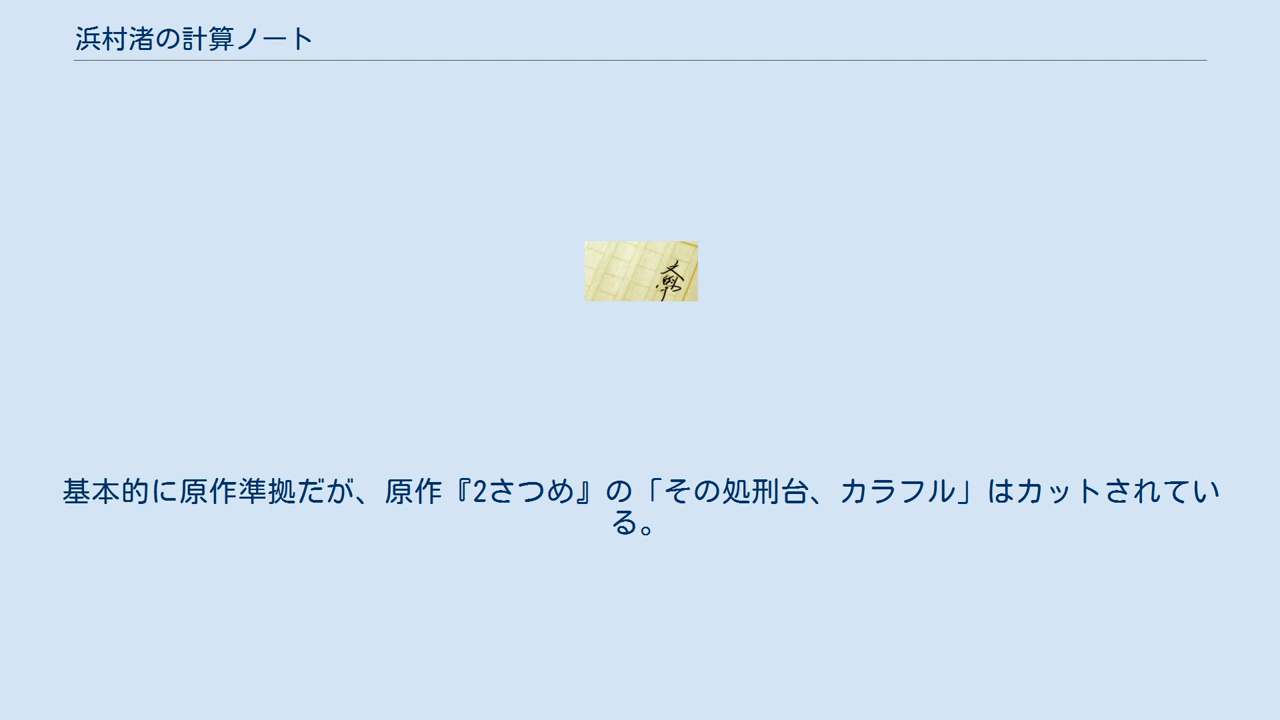 浜村渚の計算ノート
基本的に原作準拠だが、原作『2さつめ』の「その処刑台、カラフル」はカットされてい
る。